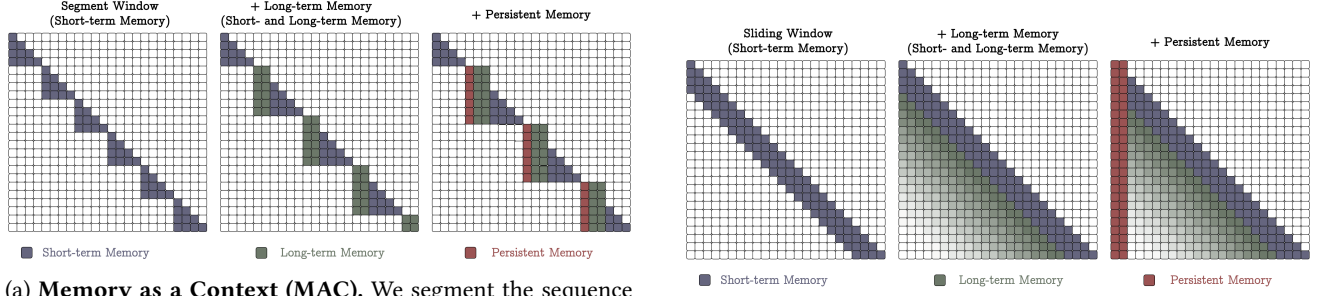 Segment Window
(Short-term Memory)
+ Long-term Memory
(Short- and Long-term Memory)
+ Persistent Memory
Short-term Memory
Long-term Memory
Persistent Memory
(a) Memory as a Context (MAC). We segment the sequence
Sliding Window
(Short-term Memory)
+ Long-term Memory
(Short- and Long-term Memory)
+ Persistent Memory
Short-term Memory
Long-term Memory
Persistent Memory